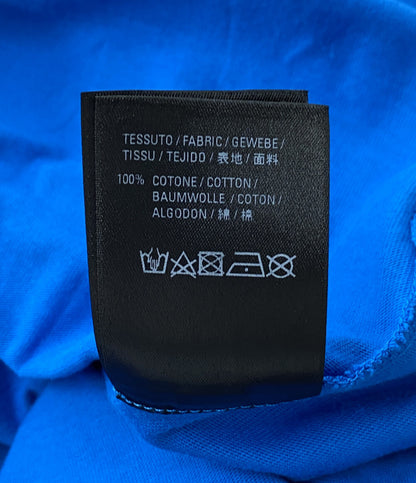 TESSUTO / FABRIC / GEWEBE /
TISSU / TEJIDO / 表地 / 面料
100% COTONE / COTTON /
BAUMWOLLE / COTON /
ALGODON / 綿 / 棉